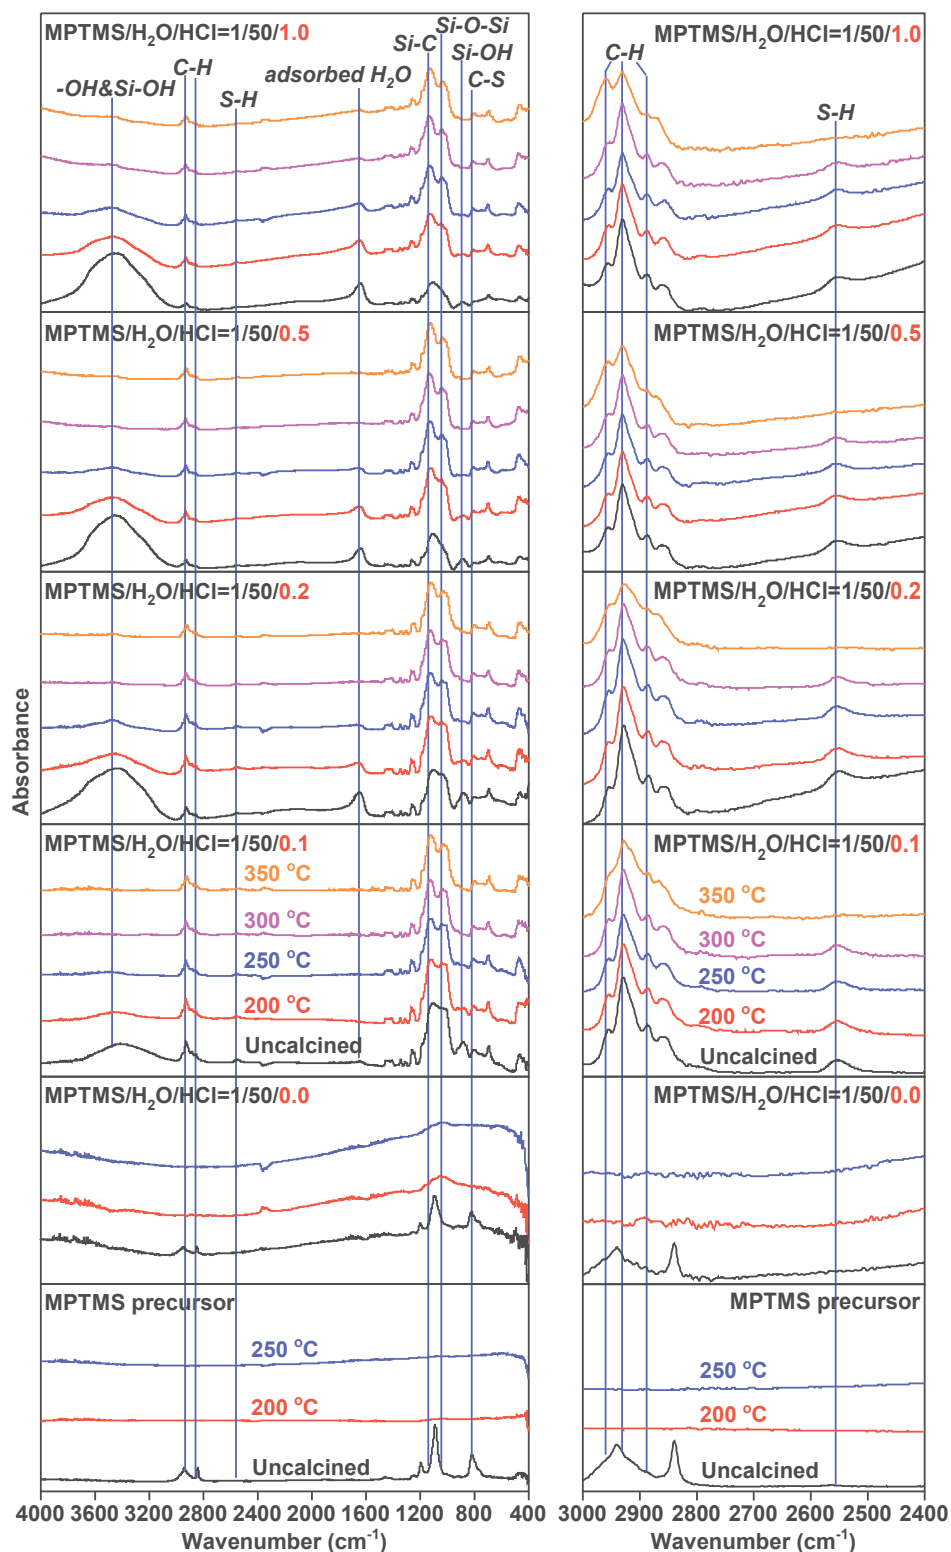 MPTMS/H₂O/HCl=1/50/1.0
Si-O-Si
Si-C
Si-OH
C-H
adsorbed H₂O
C-S
-OH&Si-OH
S-H
MPTMS/H₂O/HCl=1/50/1.0
C-H
S-H
MPTMS/H₂O/HCl=1/50/0.5
MPTMS/H₂O/HCl=1/50/0.5
MPTMS/H₂O/HCl=1/50/0.2
MPTMS/H₂O/HCl=1/50/0.2
Absorbance
MPTMS/H₂O/HCl=1/50/0.1
350 °C
300 °C
250 °C
200 °C
Uncalcined
MPTMS/H₂O/HCl=1/50/0.1
350 °C
300 °C
250 °C
200 °C
Uncalcined
MPTMS/H₂O/HCl=1/50/0.0
MPTMS/H₂O/HCl=1/50/0.0
MPTMS precursor
250 °C
200 °C
Uncalcined
MPTMS precursor
250 °C
200 °C
Uncalcined
4000 3600 3200 2800 2400 2000 1600 1200 800 400
Wavenumber (cm⁻¹)
3000 2900 2800 2700 2600 2500 2400
Wavenumber (cm⁻¹)